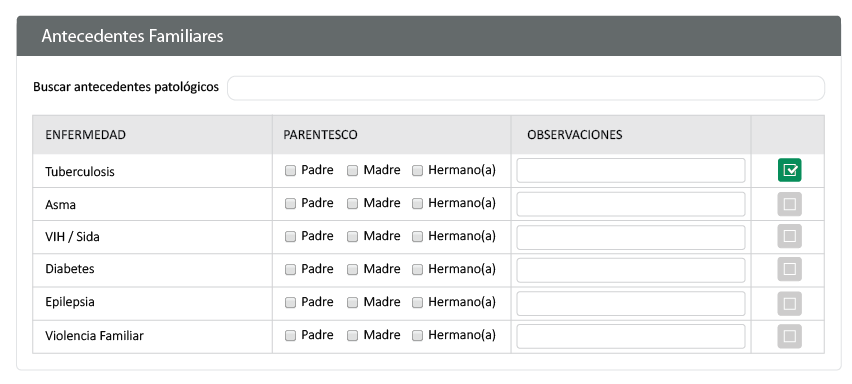 Antecedentes Familiares
Buscar antecedentes patológicos
ENFERMEDAD PARENTESCO OBSERVACIONES
Tuberculosis Padre Madre Hermano(a)
Asma Padre Madre Hermano(a)
VIH / Sida Padre Madre Hermano(a)
Diabetes Padre Madre Hermano(a)
Epilepsia Padre Madre Hermano(a)
Violencia Familiar Padre Madre Hermano(a)